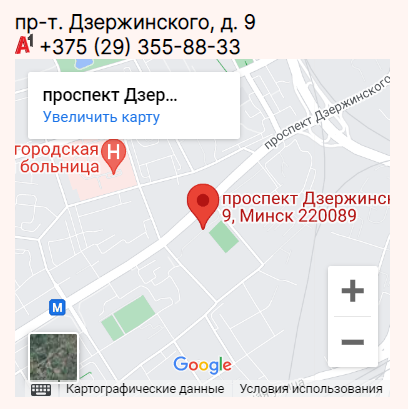 пр-т. Дзержинского, д. 9
A1 +375 (29) 355-88-33
проспект Дзер...
Увеличить карту
проспект Дзержинского
городская
больница
H
проспект Дзержинс
9, Минск 220089
M
+
−
Google
Картографические данные
Условия использования